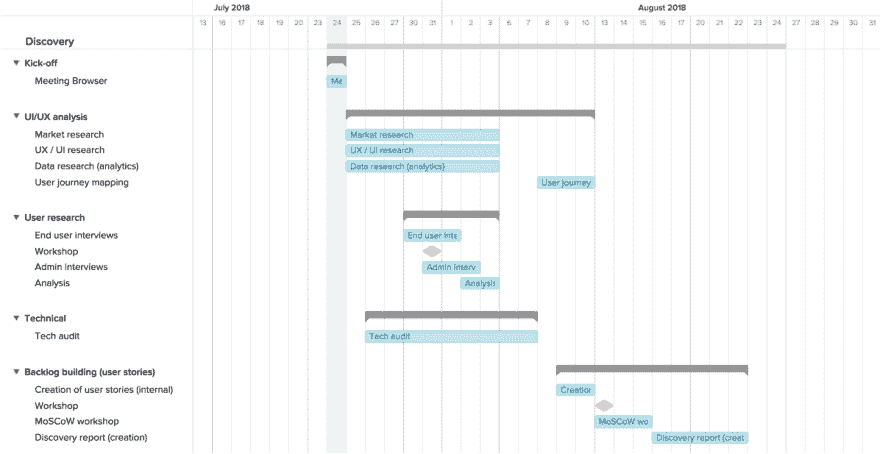 July 2018 August 2018
13 16 17 18 19 20 23 24 25 26 27 30 31 1 2 3 6 7 8 9 10 13 14 15 16 17 20 21 22 23 24 27 28 29 30 31
Discovery
Kick-off
Meeting Browser Me
UI/UX analysis
Market research Market research
UX / UI research UX / UI research
Data research (analytics) Data research (analytics)
User journey mapping User journey
User research
End user interviews End user inte
Workshop
Admin interviews Admin interv
Analysis Analysis
Technical
Tech audit Tech audit
Backlog building (user stories)
Creation of user stories (internal) Creation
Workshop
MoSCoW workshop MoSCoW wo
Discovery report (creation) Discovery report (creat